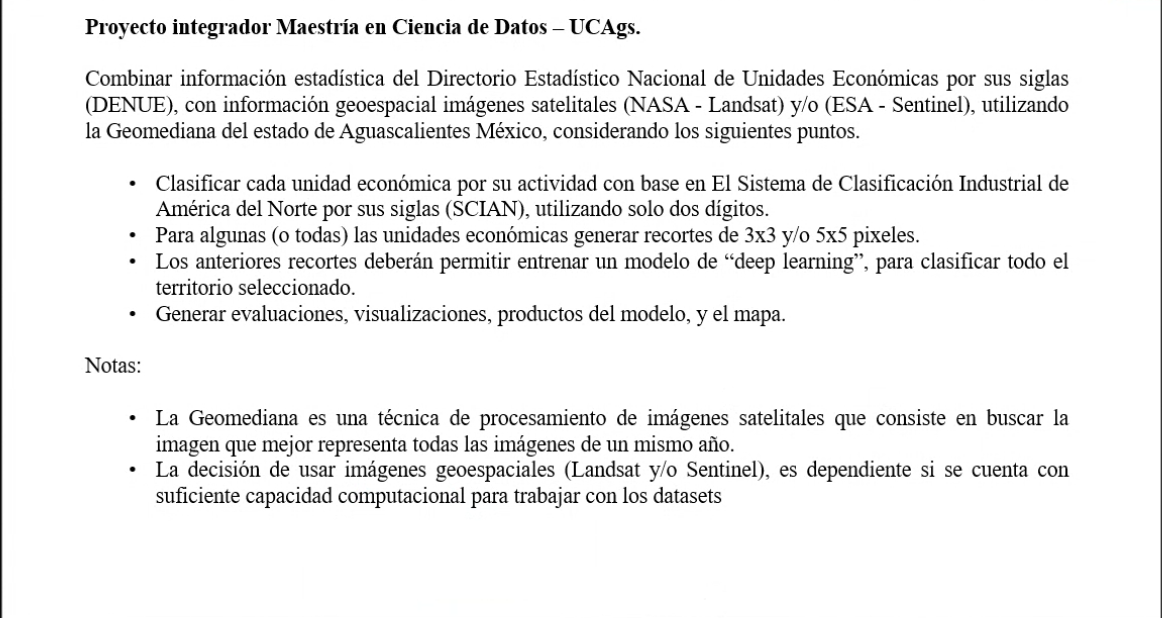 Proyecto integrador Maestría en Ciencia de Datos – UCAgs.
Combinar información estadística del Directorio Estadístico Nacional de Unidades Económicas por sus siglas
(DENUE), con información geoespacial imágenes satelitales (NASA - Landsat) y/o (ESA - Sentinel), utilizando
la Geomediana del estado de Aguascalientes México, considerando los siguientes puntos.
• Clasificar cada unidad económica por su actividad con base en El Sistema de Clasificación Industrial de
América del Norte por sus siglas (SCIAN), utilizando solo dos dígitos.
• Para algunas (o todas) las unidades económicas generar recortes de 3x3 y/o 5x5 pixeles.
• Los anteriores recortes deberán permitir entrenar un modelo de “deep learning”, para clasificar todo el
territorio seleccionado.
• Generar evaluaciones, visualizaciones, productos del modelo, y el mapa.
Notas:
• La Geomediana es una técnica de procesamiento de imágenes satelitales que consiste en buscar la
imagen que mejor representa todas las imágenes de un mismo año.
• La decisión de usar imágenes geoespaciales (Landsat y/o Sentinel), es dependiente si se cuenta con
suficiente capacidad computacional para trabajar con los datasets